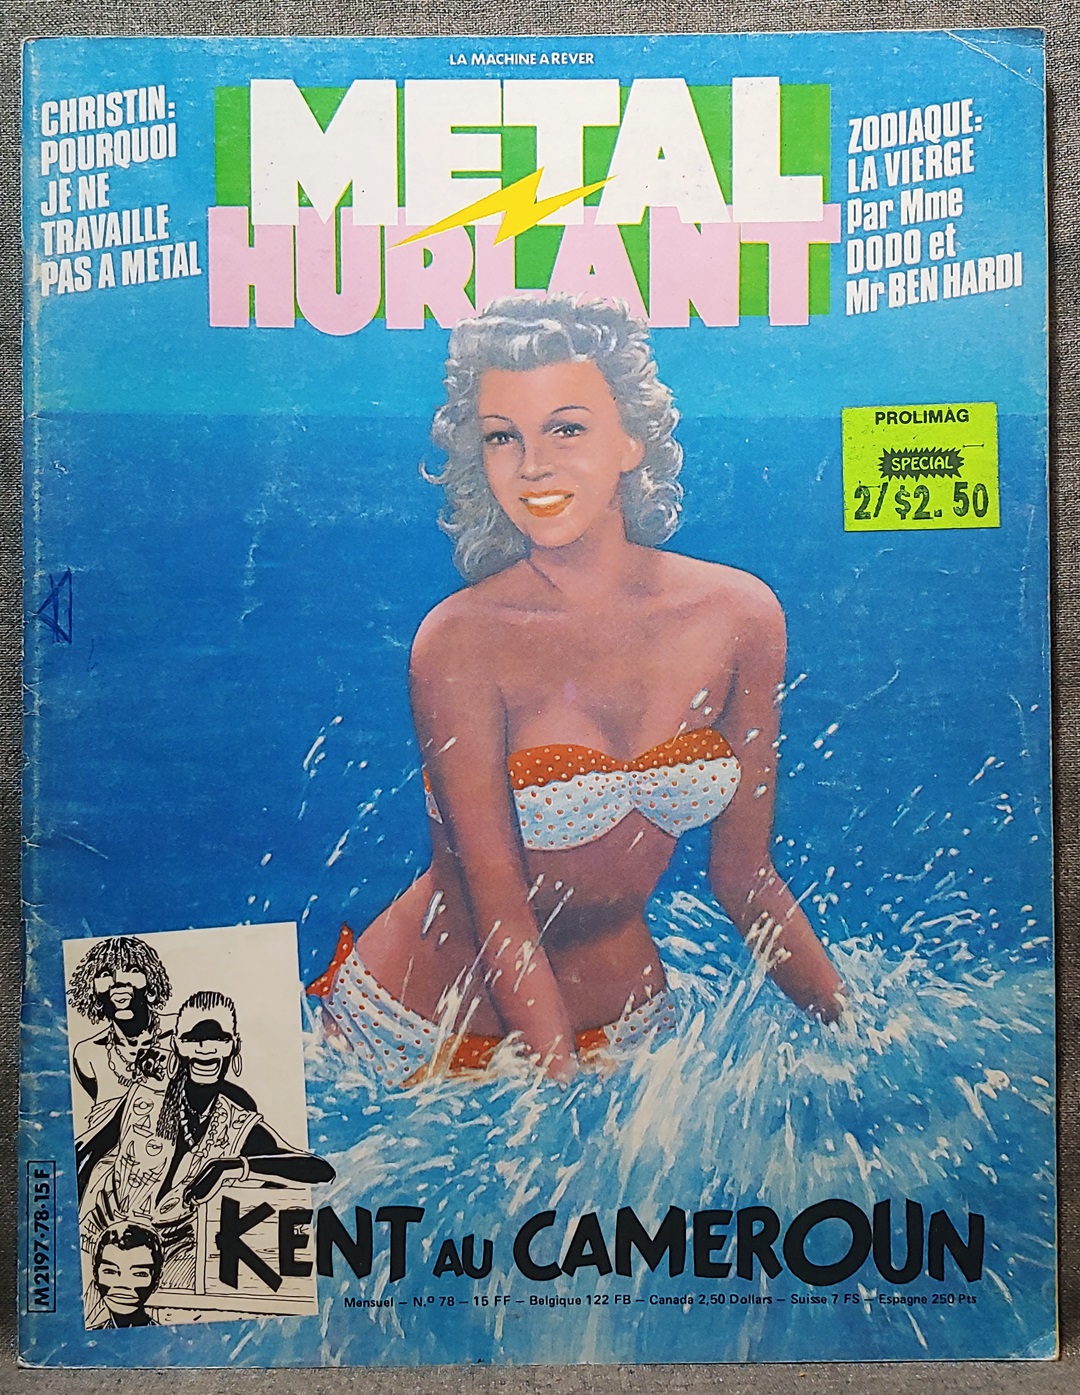 LA MACHINE A REVER
METAL
HURLANT
CHRISTIN:
POURQUOI
JE NE
TRAVAILLE
PAS A METAL
ZODIAQUE:
LA VIERGE
par Mme
DODO et
Mr BEN HARDI
PROLIMAG
SPECIAL
2/$2.50
KENT AU CAMEROUN
Mensuel – N.º 78 – 15 FF – Belgique 122 FB – Canada 2,50 Dollars – Suisse 7 FS – Espagne 250 Pts
M2197·78·15 F